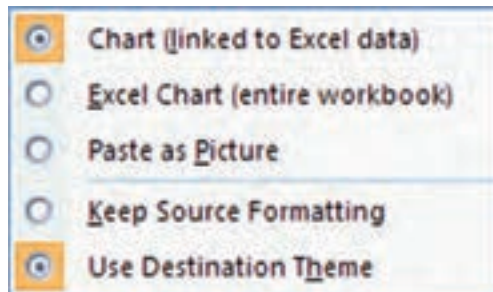 Chart (linked to Excel data)
Excel Chart (entire workbook)
Paste as Picture
Keep Source Formatting
Use Destination Theme